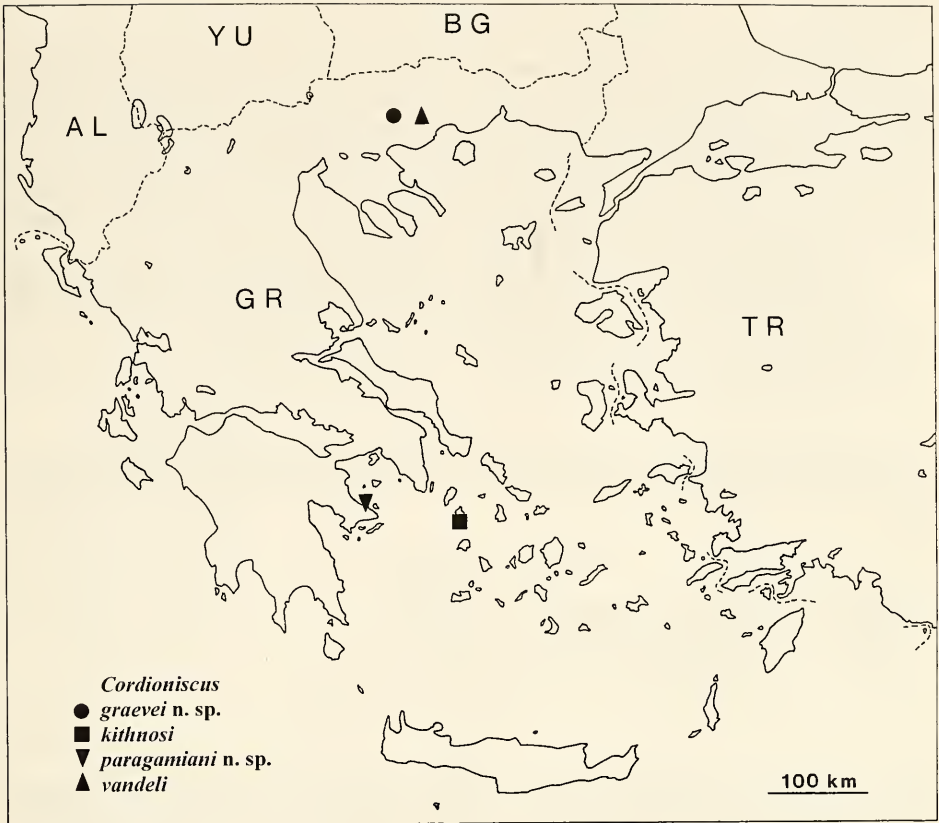 YU
BG
AL
GR
TR
Cordioniscus
graevei n. sp.
kithnosi
paragamiani n. sp.
vandeli
100 km